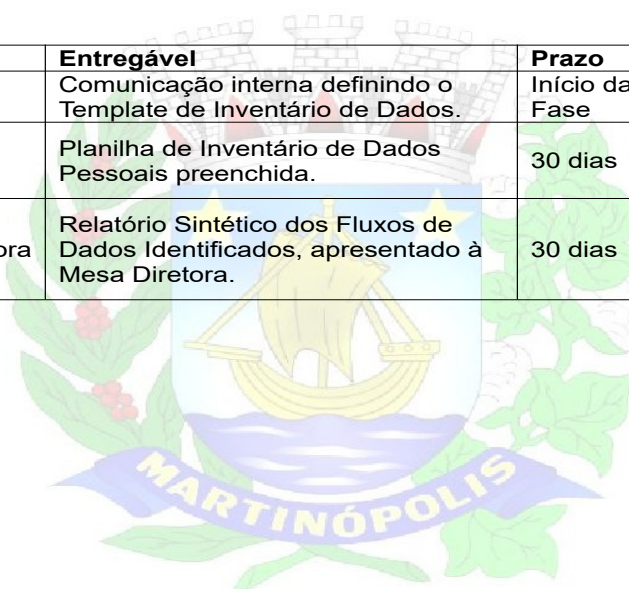 Entregável Prazo
Comunicação interna definindo o Início da
Template de Inventário de Dados. Fase
Planilha de Inventário de Dados
Pessoais preenchida.
30 dias
Relatório Sintético dos Fluxos de
ora Dados Identificados, apresentado à 30 dias
Mesa Diretora.
MARTINÓPOLIS